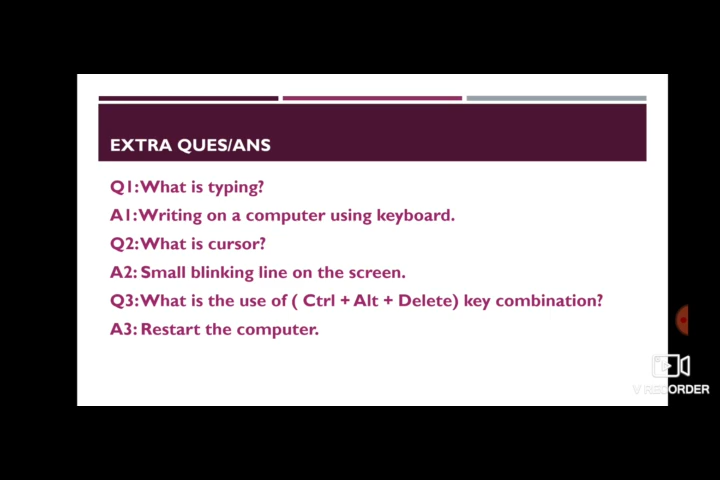 EXTRA QUES/ANS
Q1: What is typing?
A1: Writing on a computer using keyboard.
Q2: What is cursor?
A2: Small blinking line on the screen.
Q3: What is the use of ( Ctrl + Alt + Delete) key combination?
A3: Restart the computer.
V RECORDER